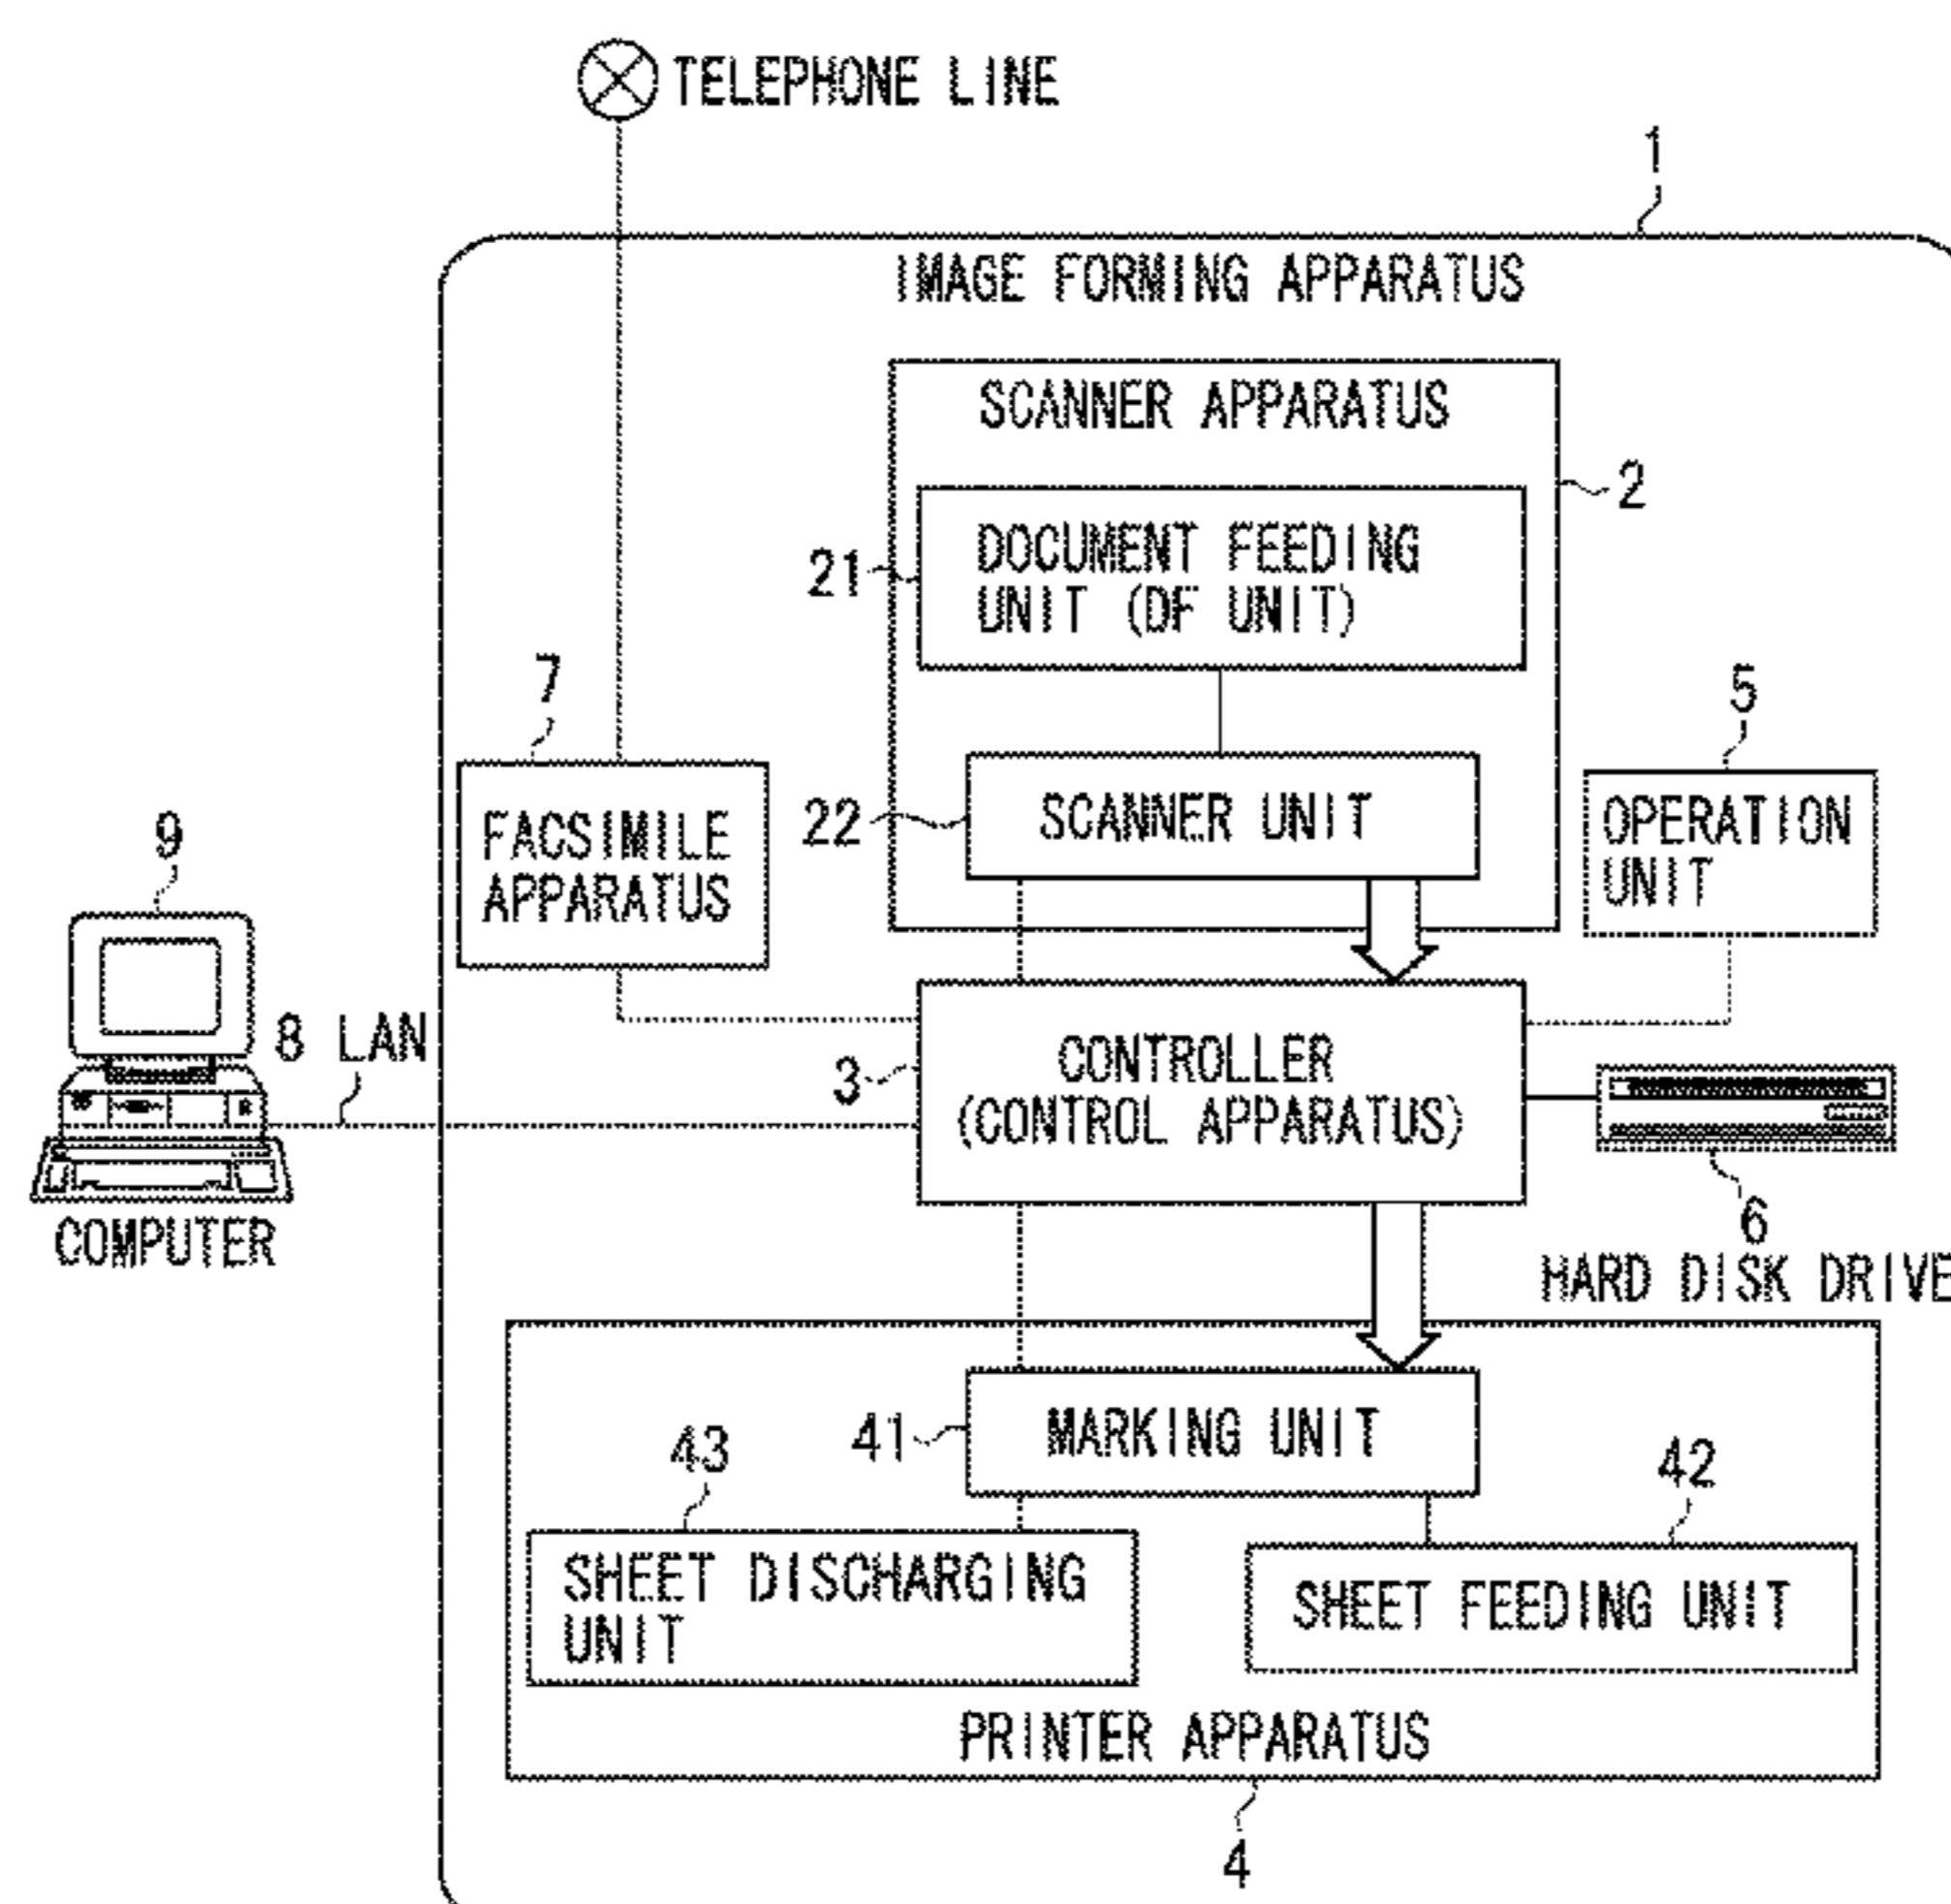 TELEPHONE LINE
1
IMAGE FORMING APPARATUS
SCANNER APPARATUS
2
21
DOCUMENT FEEDING
UNIT (DF UNIT)
7
5
22
SCANNER UNIT
FACSIMILE
APPARATUS
OPERATION
UNIT
9
8 LAN
3
CONTROLLER
(CONTROL APPARATUS)
COMPUTER
6
HARD DISK DRIVE
41
MARKING UNIT
43
42
SHEET DISCHARGING
UNIT
SHEET FEEDING UNIT
PRINTER APPARATUS
4